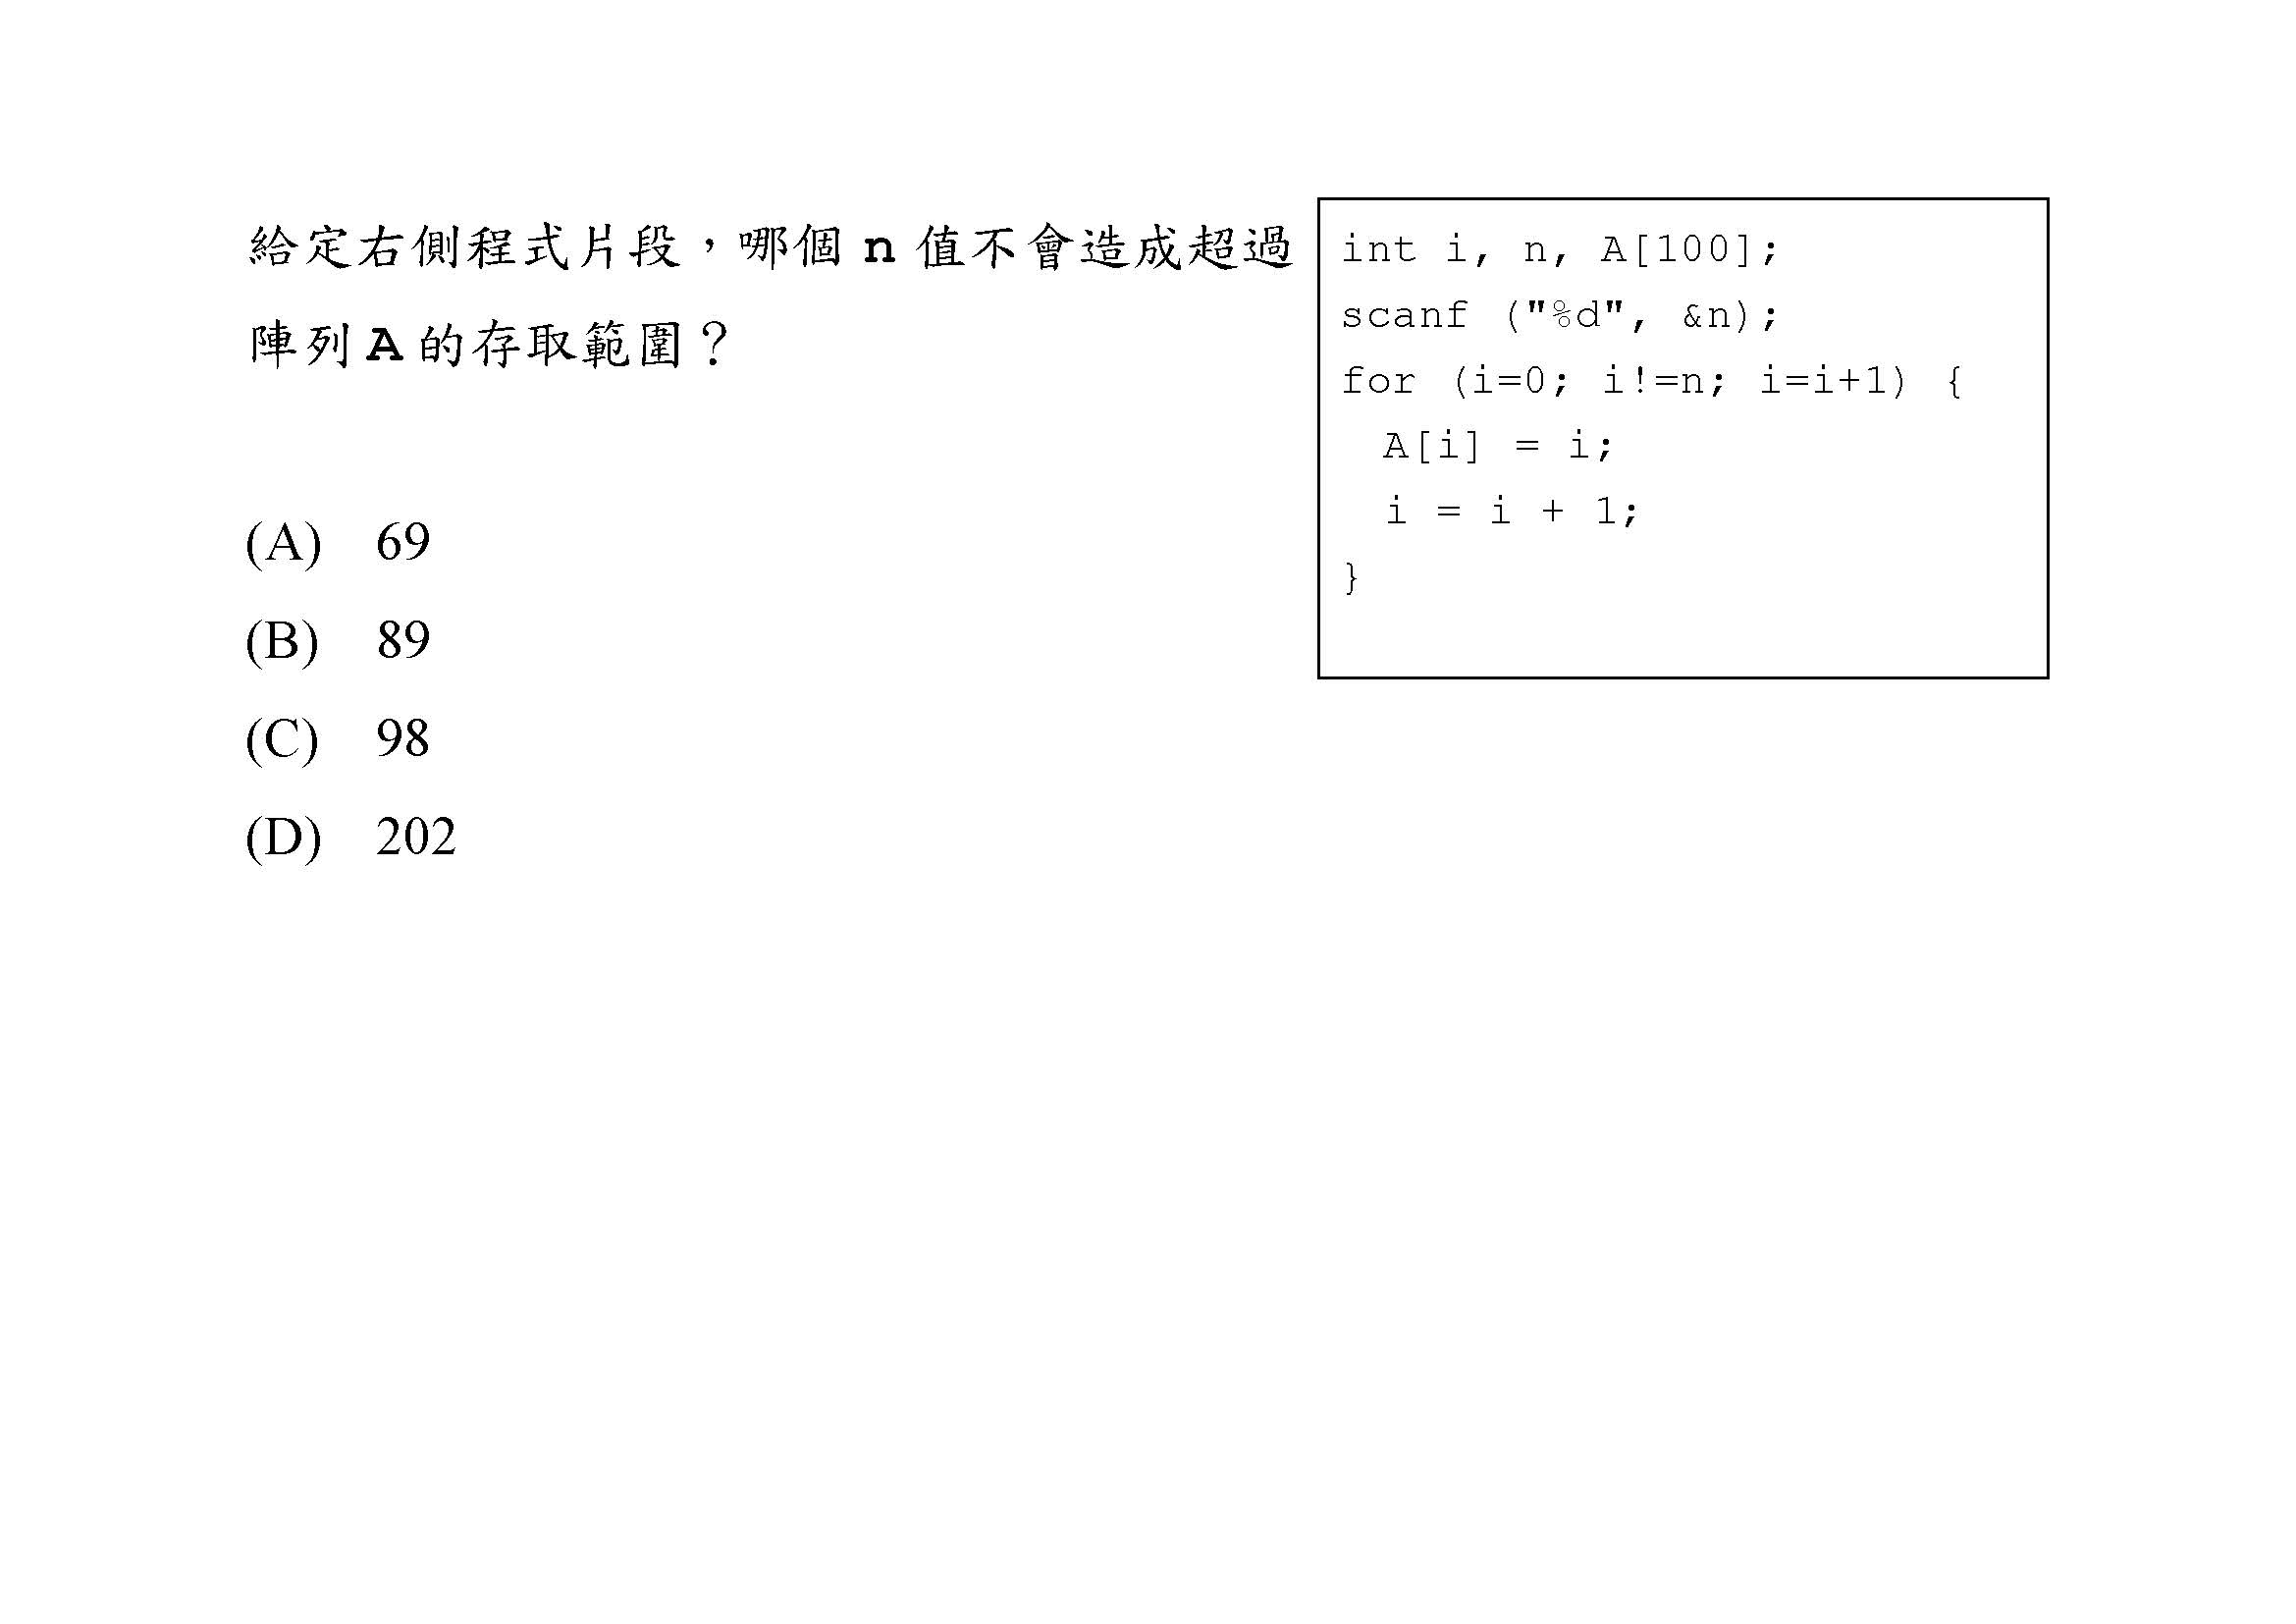 給定右側程式片段，哪個 n 值不會造成超過
陣列 A 的存取範圍？
(A) 69
(B) 89
(C) 98
(D) 202
int i, n, A[100];
scanf ("%d", &n);
for (i=0; i!=n; i=i+1) {
A[i] = i;
i = i + 1;
}